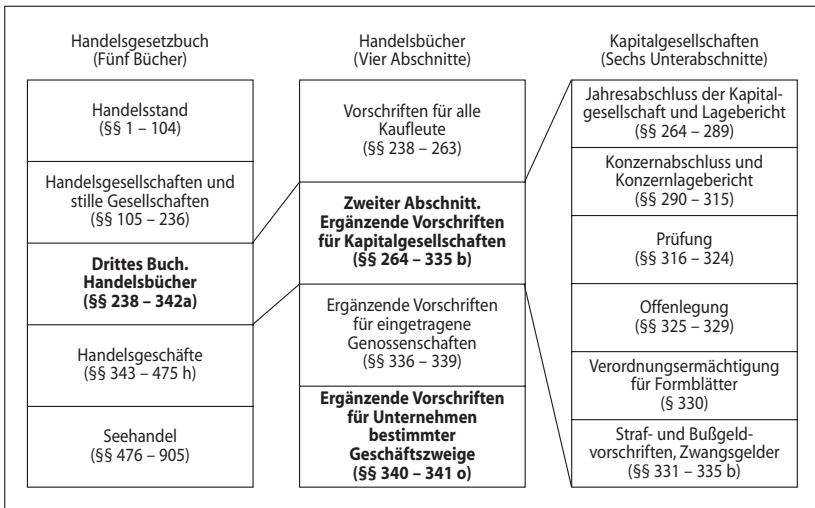 Handelsgesetzbuch
(Fünf Bücher)
Handelsstand
(§§ 1 – 104)
Handelsgesellschaften und
stille Gesellschaften
(§§ 105 – 236)
Drittes Buch.
Handelsbücher
(§§ 238 – 342a)
Handelsgeschäfte
(§§ 343 – 475 h)
Seehandel
(§§ 476 – 905)
Handelsbücher
(Vier Abschnitte)
Vorschriften für alle
Kaufleute
(§§ 238 – 263)
Zweiter Abschnitt.
Ergänzende Vorschriften
für Kapitalgesellschaften
(§§ 264 – 335 b)
Ergänzende Vorschriften
für eingetragene
Genossenschaften
(§§ 336 – 339)
Ergänzende Vorschriften
für Unternehmen
bestimmter
Geschäftszweige
(§§ 340 – 341 o)
Kapitalgesellschaften
(Sechs Unterabschnitte)
Jahresabschluss der Kapital-
gesellschaft und Lagebericht
(§§ 264 – 289)
Konzernabschluss und
Konzernlagebericht
(§§ 290 – 315)
Prüfung
(§§ 316 – 324)
Offenlegung
(§§ 325 – 329)
Verordnungsermächtigung
für Formblätter
(§ 330)
Straf- und Bußgeld-
vorschriften, Zwangsgelder
(§§ 331 – 335 b)